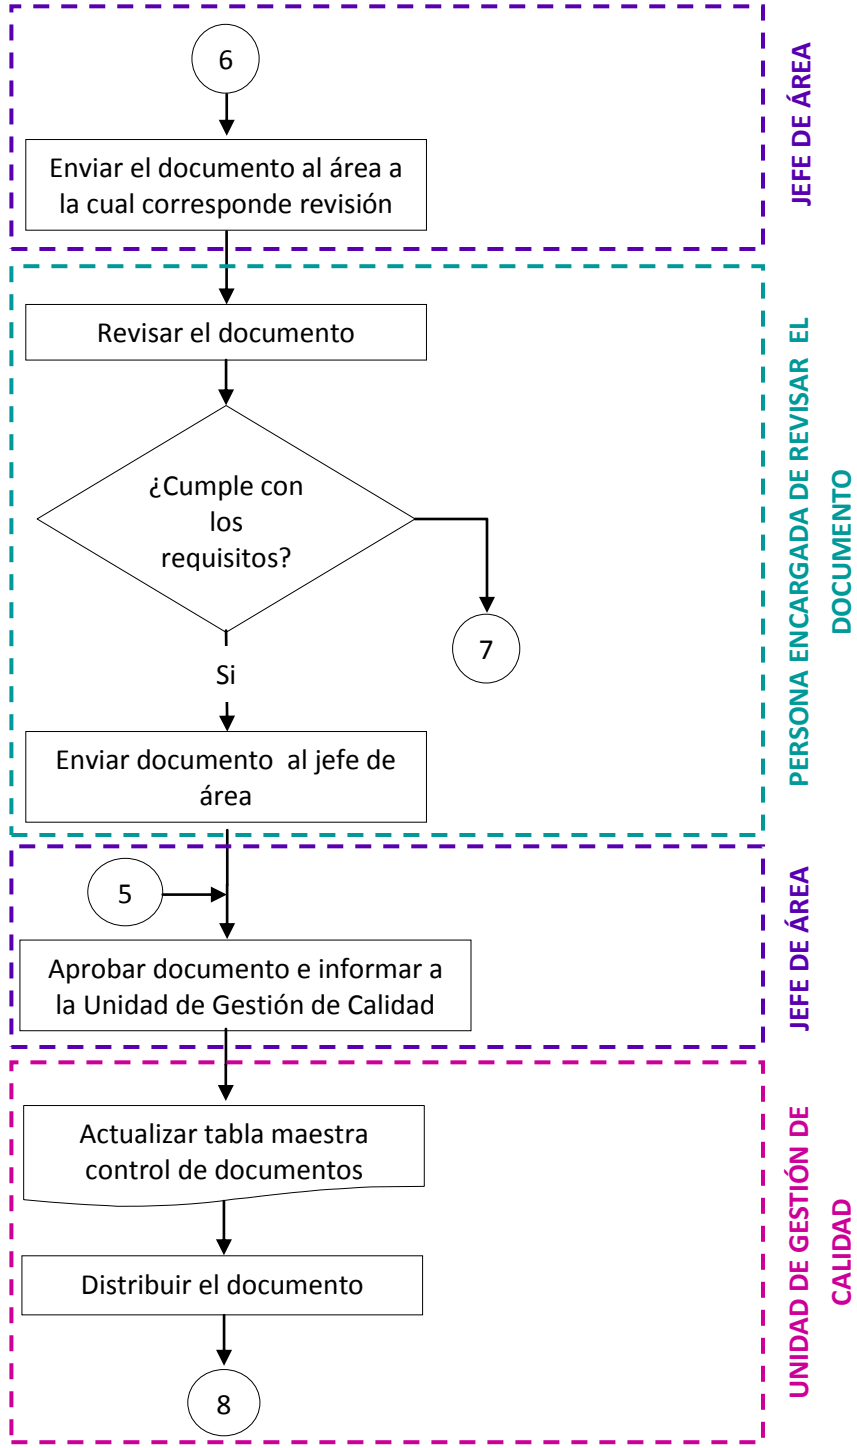 6
Enviar el documento al área a
la cual corresponde revisión
JEFE DE ÁREA
Revisar el documento
¿Cumple con
los
requisitos?
7
Si
Enviar documento al jefe de
área
PERSONA ENCARGADA DE REVISAR EL
DOCUMENTO
5
Aprobar documento e informar a
la Unidad de Gestión de Calidad
JEFE DE ÁREA
Actualizar tabla maestra
control de documentos
Distribuir el documento
8
UNIDAD DE GESTIÓN DE
CALIDAD